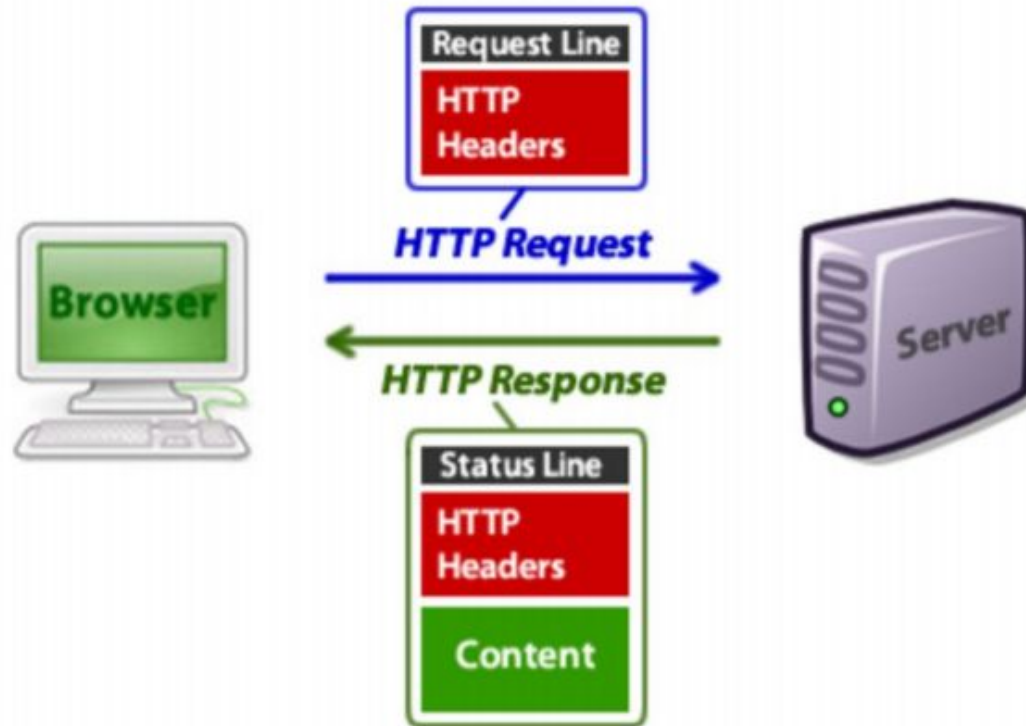 Request Line
HTTP
Headers
HTTP Request
Browser
Server
HTTP Response
Status Line
HTTP
Headers
Content